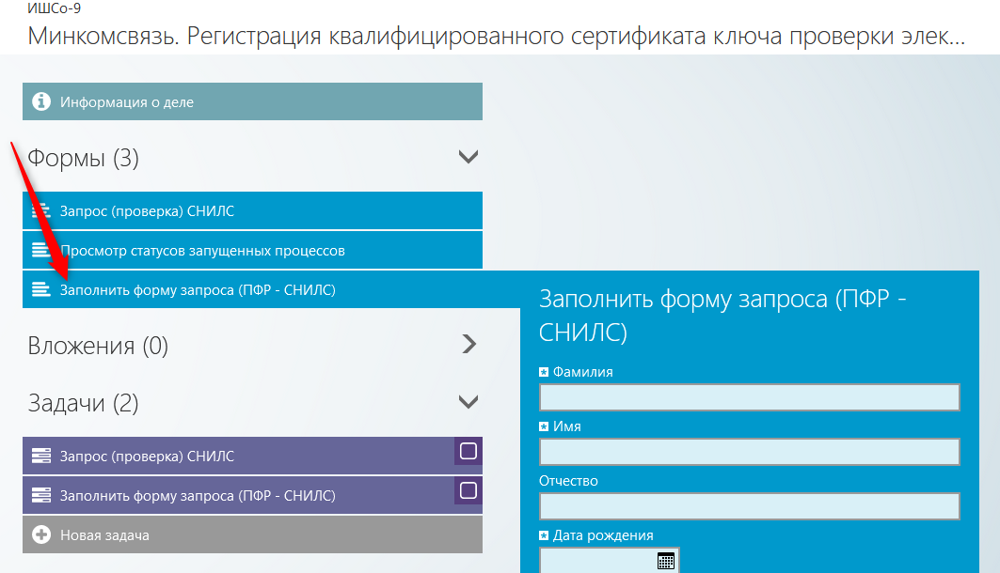 ИШСо-9
Минкомсвязь. Регистрация квалифицированного сертификата ключа проверки элек...
Информация о деле
Формы (3)
Запрос (проверка) СНИЛС
Просмотр статусов запущенных процессов
Заполнить форму запроса (ПФР - СНИЛС)
Вложения (0)
Задачи (2)
Запрос (проверка) СНИЛС
Заполнить форму запроса (ПФР - СНИЛС)
Новая задача
Заполнить форму запроса (ПФР -
СНИЛС)
Фамилия
Имя
Отчество
Дата рождения